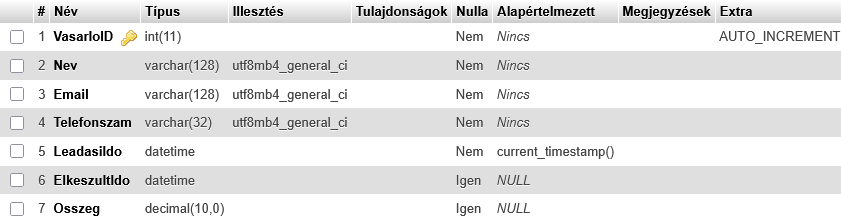 # Név Típus Illesztés Tulajdonságok Nulla Alapértelmezett Megjegyzések Extra
1 VasarloID int(11) Nem Nincs AUTO_INCREMENT
2 Nev varchar(128) utf8mb4_general_ci Nem Nincs
3 Email varchar(128) utf8mb4_general_ci Nem Nincs
4 Telefonszam varchar(32) utf8mb4_general_ci Nem Nincs
5 LeadasiIdo datetime Nem current_timestamp()
6 ElkeszultIdo datetime Igen NULL
7 Osszeg decimal(10,0) Igen NULL